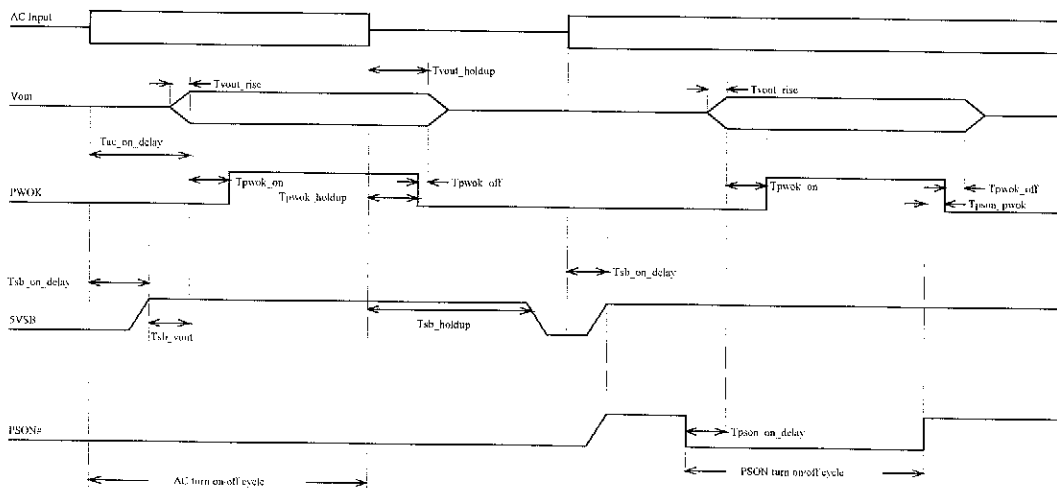 AC Input
Tvout_holdup
Tvout_rise
Tvout_rise
Vout
Tac_on_delay
Tpwok_on
Tpwok_off
Tpwok_on
Tpwok_off
PWOK
Tpwok_holdup
Tpson_pwok
Tsb_on_delay
Tsb_on_delay
5VSB
Tsb_vout
Tsb_holdup
PSON#
Tpson_on_delay
AC turn on/off cycle
PSON turn on/off cycle